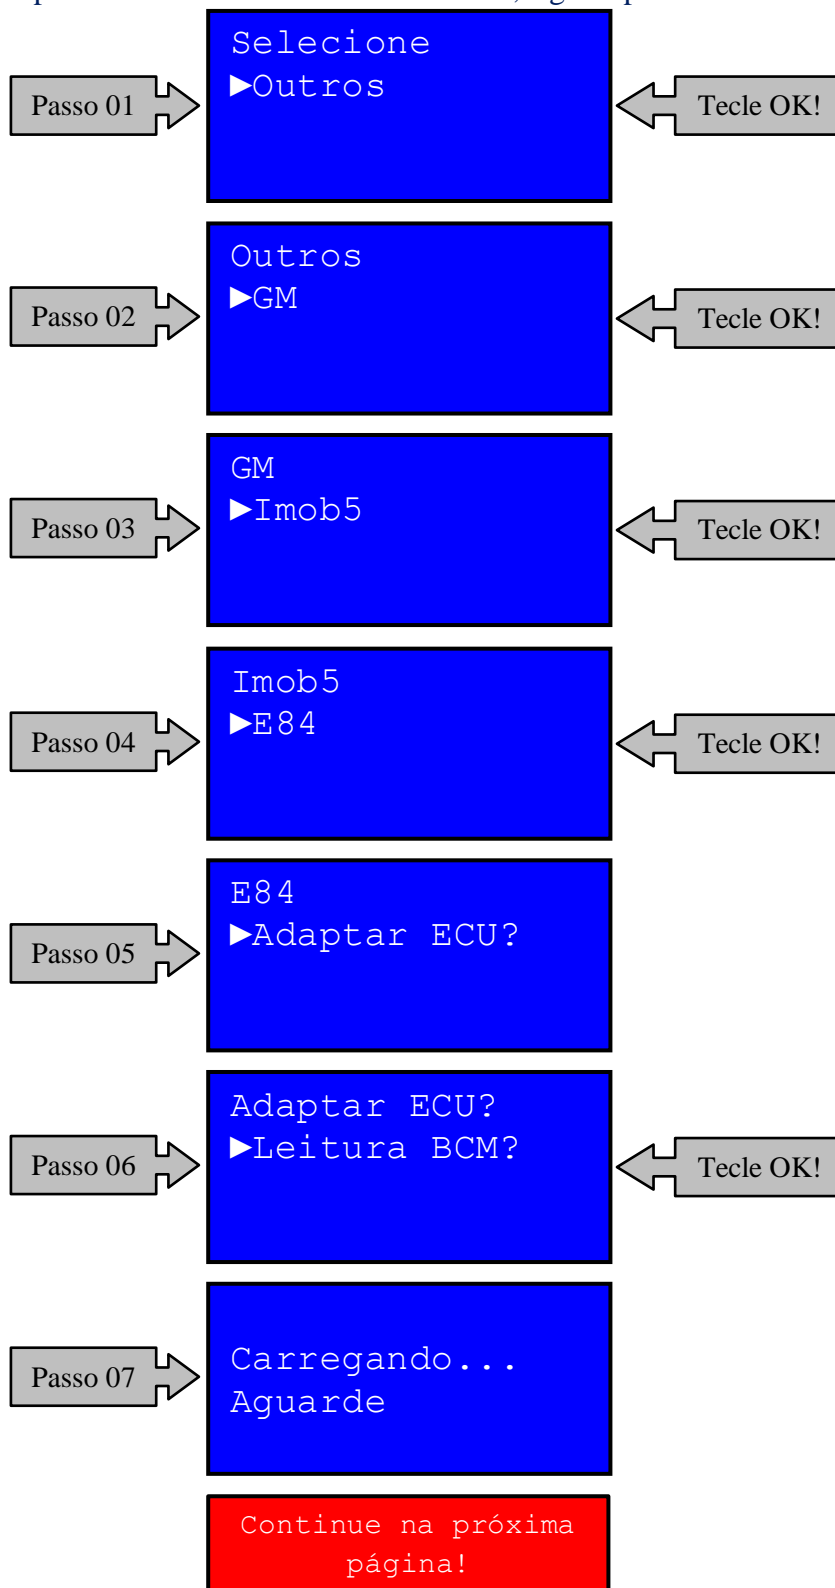 Selecione
Passo 01 ►Outros Tecle OK!
Outros
Passo 02 ►GM Tecle OK!
GM
Passo 03 ►Imob5 Tecle OK!
Imob5
Passo 04 ►E84 Tecle OK!
E84
Passo 05 ►Adaptar ECU?
Adaptar ECU?
Passo 06 ►Leitura BCM? Tecle OK!
Passo 07 Carregando...
Aguarde
Continue na próxima
página!